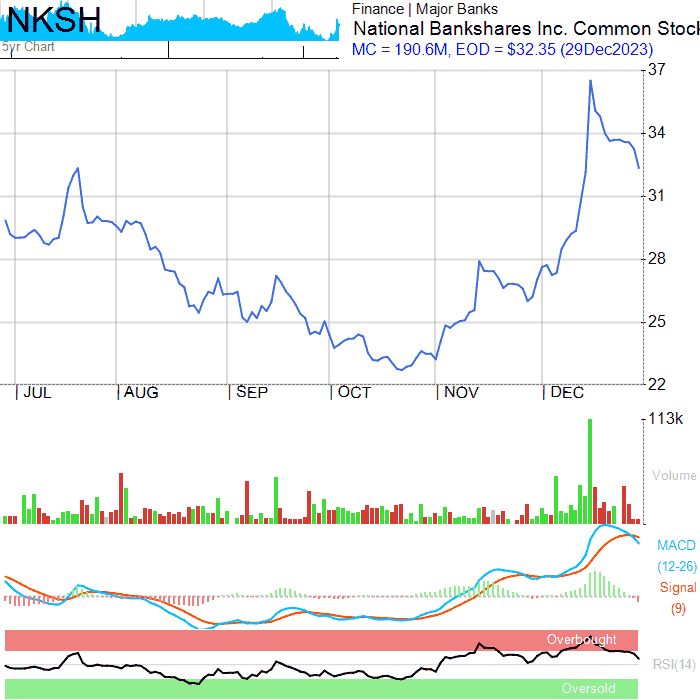 NKSH
5yr Chart
Finance | Major Banks
National Bankshares Inc. Common Stock
MC = 190.6M, EOD = $32.35 (29Dec2023)
37
34
31
28
25
22
JUL AUG SEP OCT NOV DEC
113k
Volume
MACD
(12-26)
Signal
(9)
Overbought
RSI(14)
Oversold